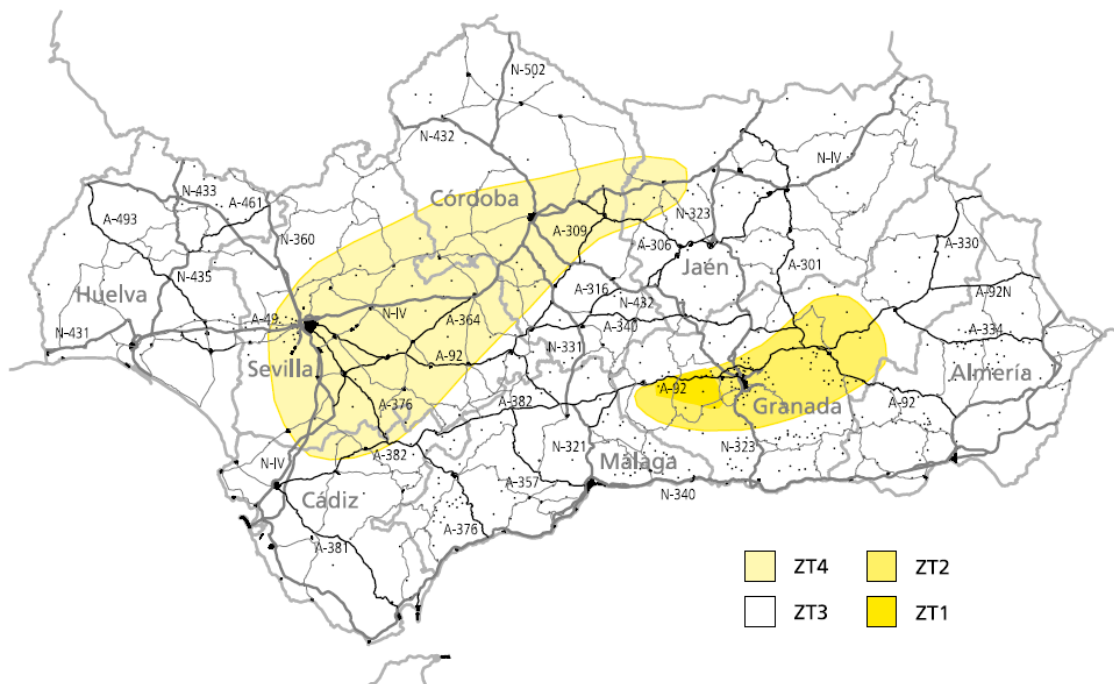 N-502
N-432
N-IV
N-433
A-461
A-493
Córdoba
N-323
A-309
N-360
A-306
A-330
Jaén
N-435
A-301
Huelva
A-316
A-92N
N-432
N-IV
A-49
A-364
A-340
N-431
A-334
N-331
A-92
Sevilla
Almería
A-92
A-376
A-382
Granada
A-92
A-382
N-321
N-323
N-IV
Málaga
A-357
Cádiz
N-340
A-376
A-381
ZT4
ZT2
ZT3
ZT1